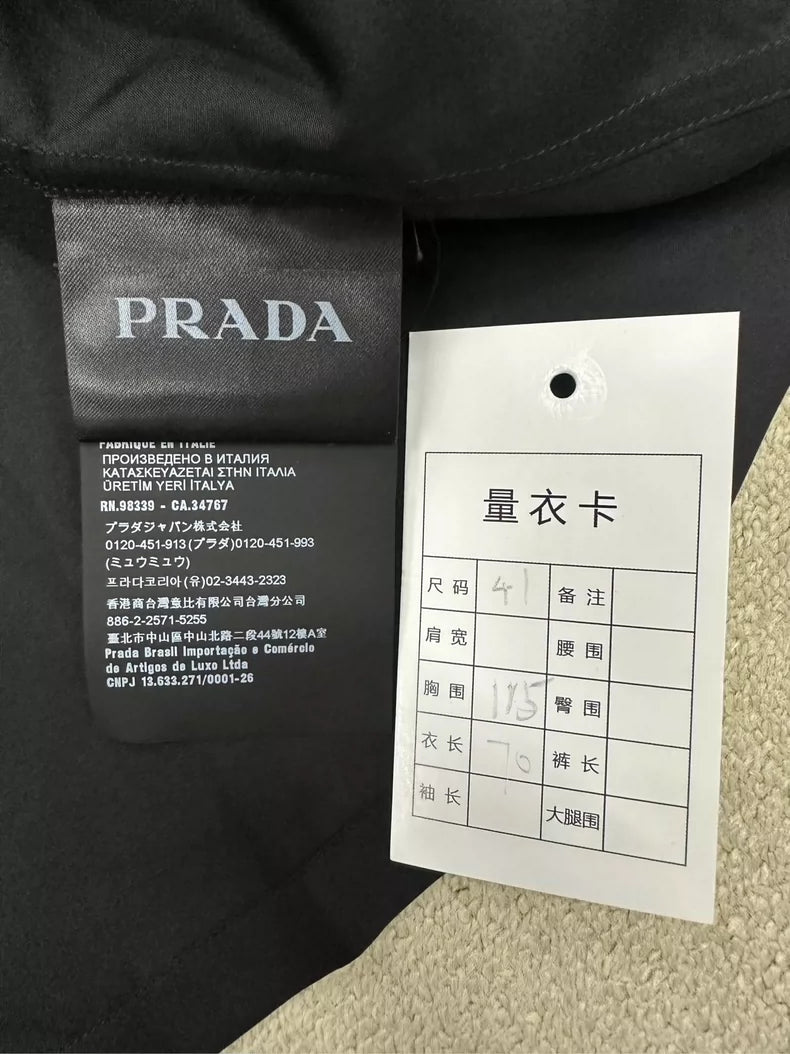 PRADA
FABRIQUÉ EN ITALIE
ПРОИЗВЕДЕНО В ИТАЛИЯ
ΚΑΤΑΣΚΕΥΑΖΕΤΑΙ ΣΤΗΝ ΙΤΑΛΙΑ
ÜRETİM YERİ İTALYA
RN.98339 - CA.34767
プラダジャパン株式会社
0120-451-913(プラダ)0120-451-993
(ミュウミュウ)
프라다코리아(유)02-3443-2323
香港商台灣意比有限公司台灣分公司
886-2-2571-5255
臺北市中山區中山北路二段44號12樓A室
Prada Brasil Importação e Comércio
de Artigos de Luxo Ltda
CNPJ 13.633.271/0001-26
量衣卡
尺码 41 备注
肩宽 腰围
胸围 115 臀围
衣长 70 裤长
袖长 大腿围